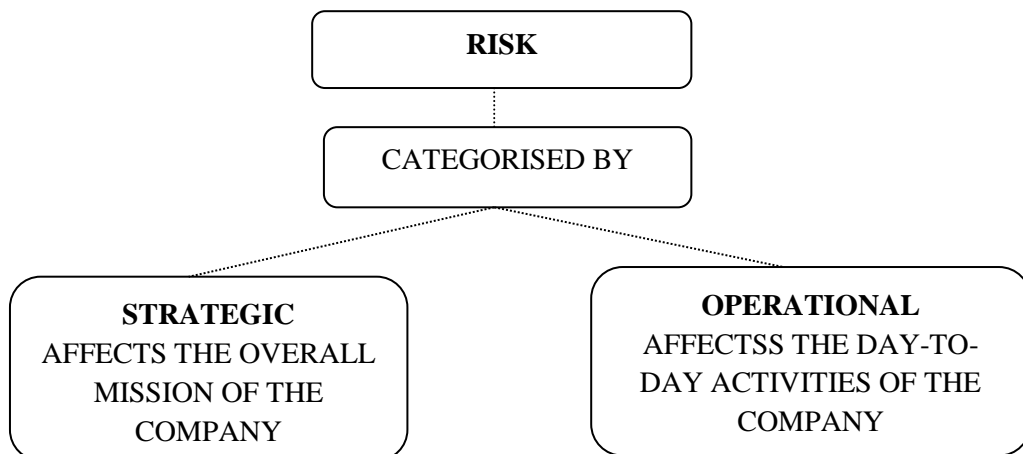 RISK
CATEGORISED BY
STRATEGIC
AFFECTS THE OVERALL
MISSION OF THE
COMPANY
OPERATIONAL
AFFECTSS THE DAY-TO-
DAY ACTIVITIES OF THE
COMPANY